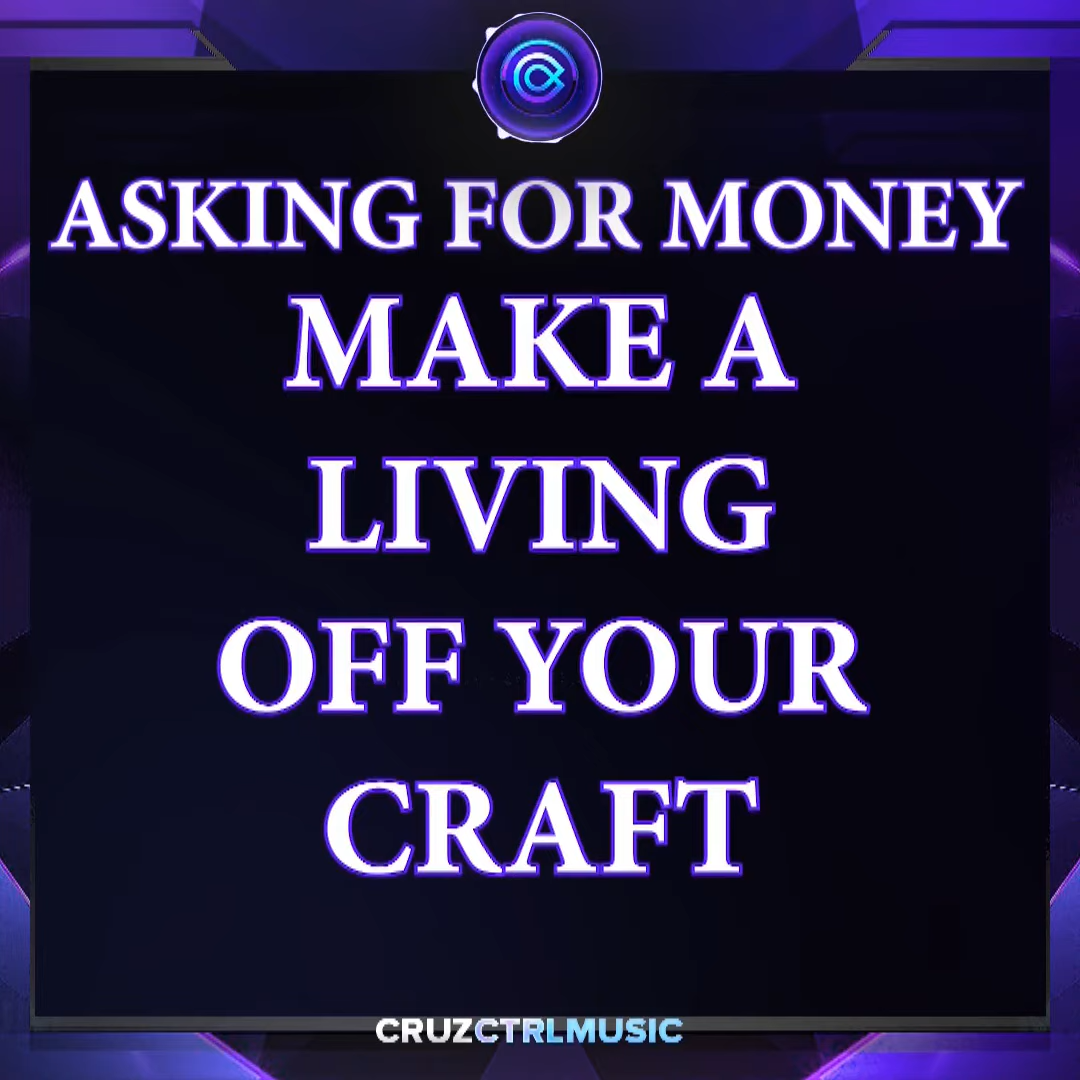 ASKING FOR MONEY
MAKE A
LIVING
OFF YOUR
CRAFT
CRUZCTRLMUSIC